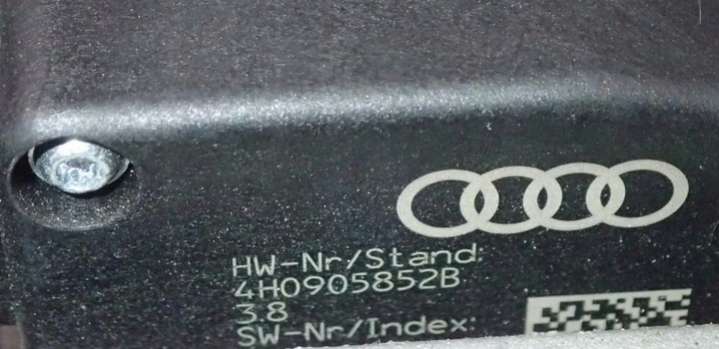 HW-Nr/Stand:
4H0905852B
3.8
SW-Nr/Index: